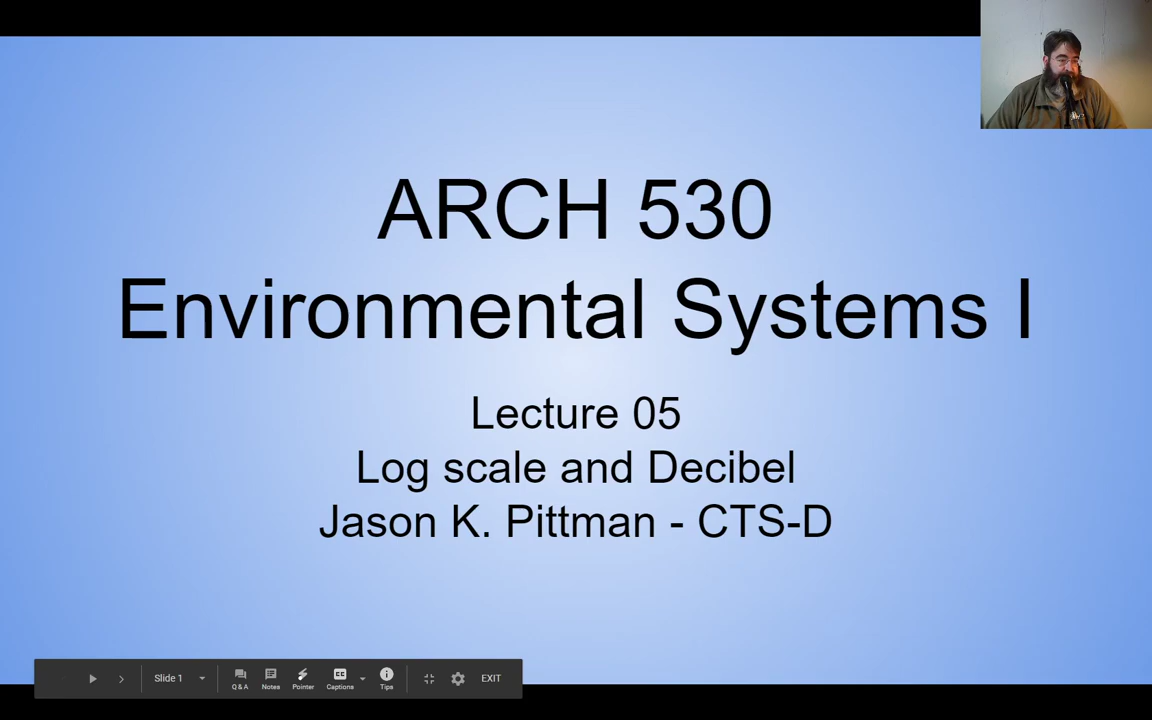 ARCH 530
Environmental Systems I
Lecture 05
Log scale and Decibel
Jason K. Pittman - CTS-D
Slide 1
Q & A
Notes
Pointer
Captions
Tips
EXIT
CC